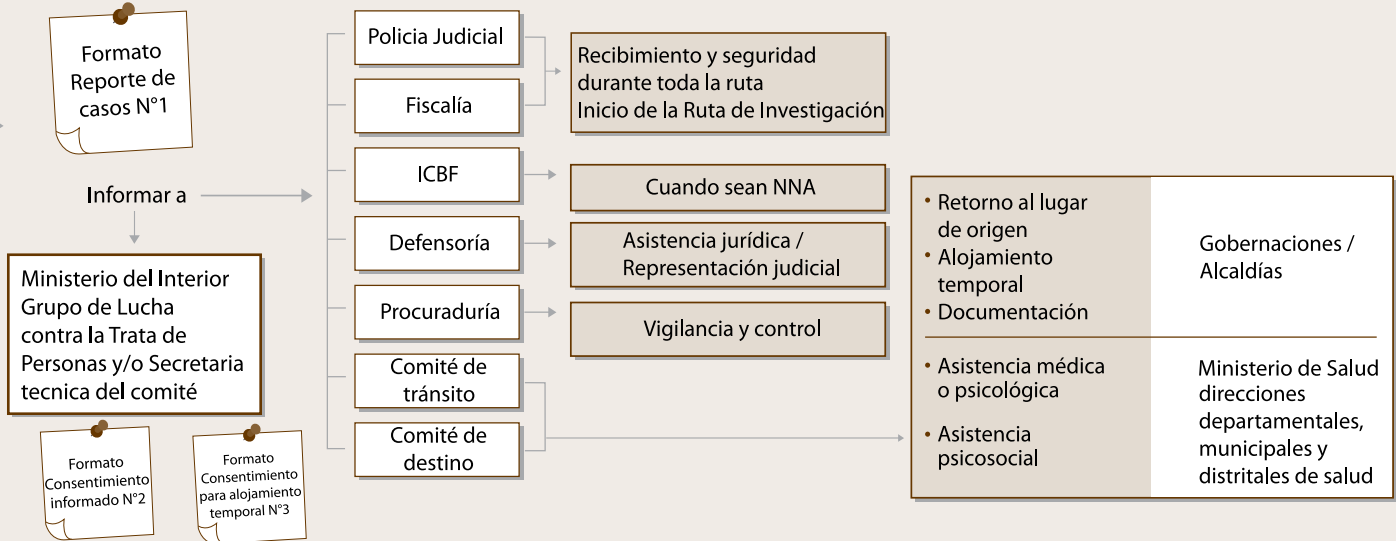 Formato
Reporte de
casos N°1
Informar a
Ministerio del Interior
Grupo de Lucha
contra la Trata de
Personas y/o Secretaria
tecnica del comité
Formato
Consentimiento
informado N°2
Formato
Consentimiento
para alojamiento
temporal N°3
Policia Judicial
Fiscalía
ICBF
Defensoría
Procuraduría
Comité de
tránsito
Comité de
destino
Recibimiento y seguridad
durante toda la ruta
Inicio de la Ruta de Investigación
Cuando sean NNA
Asistencia jurídica /
Representación judicial
Vigilancia y control
• Retorno al lugar
de origen
• Alojamiento
temporal
• Documentación
Gobernaciones /
Alcaldías
• Asistencia médica
o psicológica
• Asistencia
psicosocial
Ministerio de Salud
direcciones
departamentales,
municipales y
distritales de salud